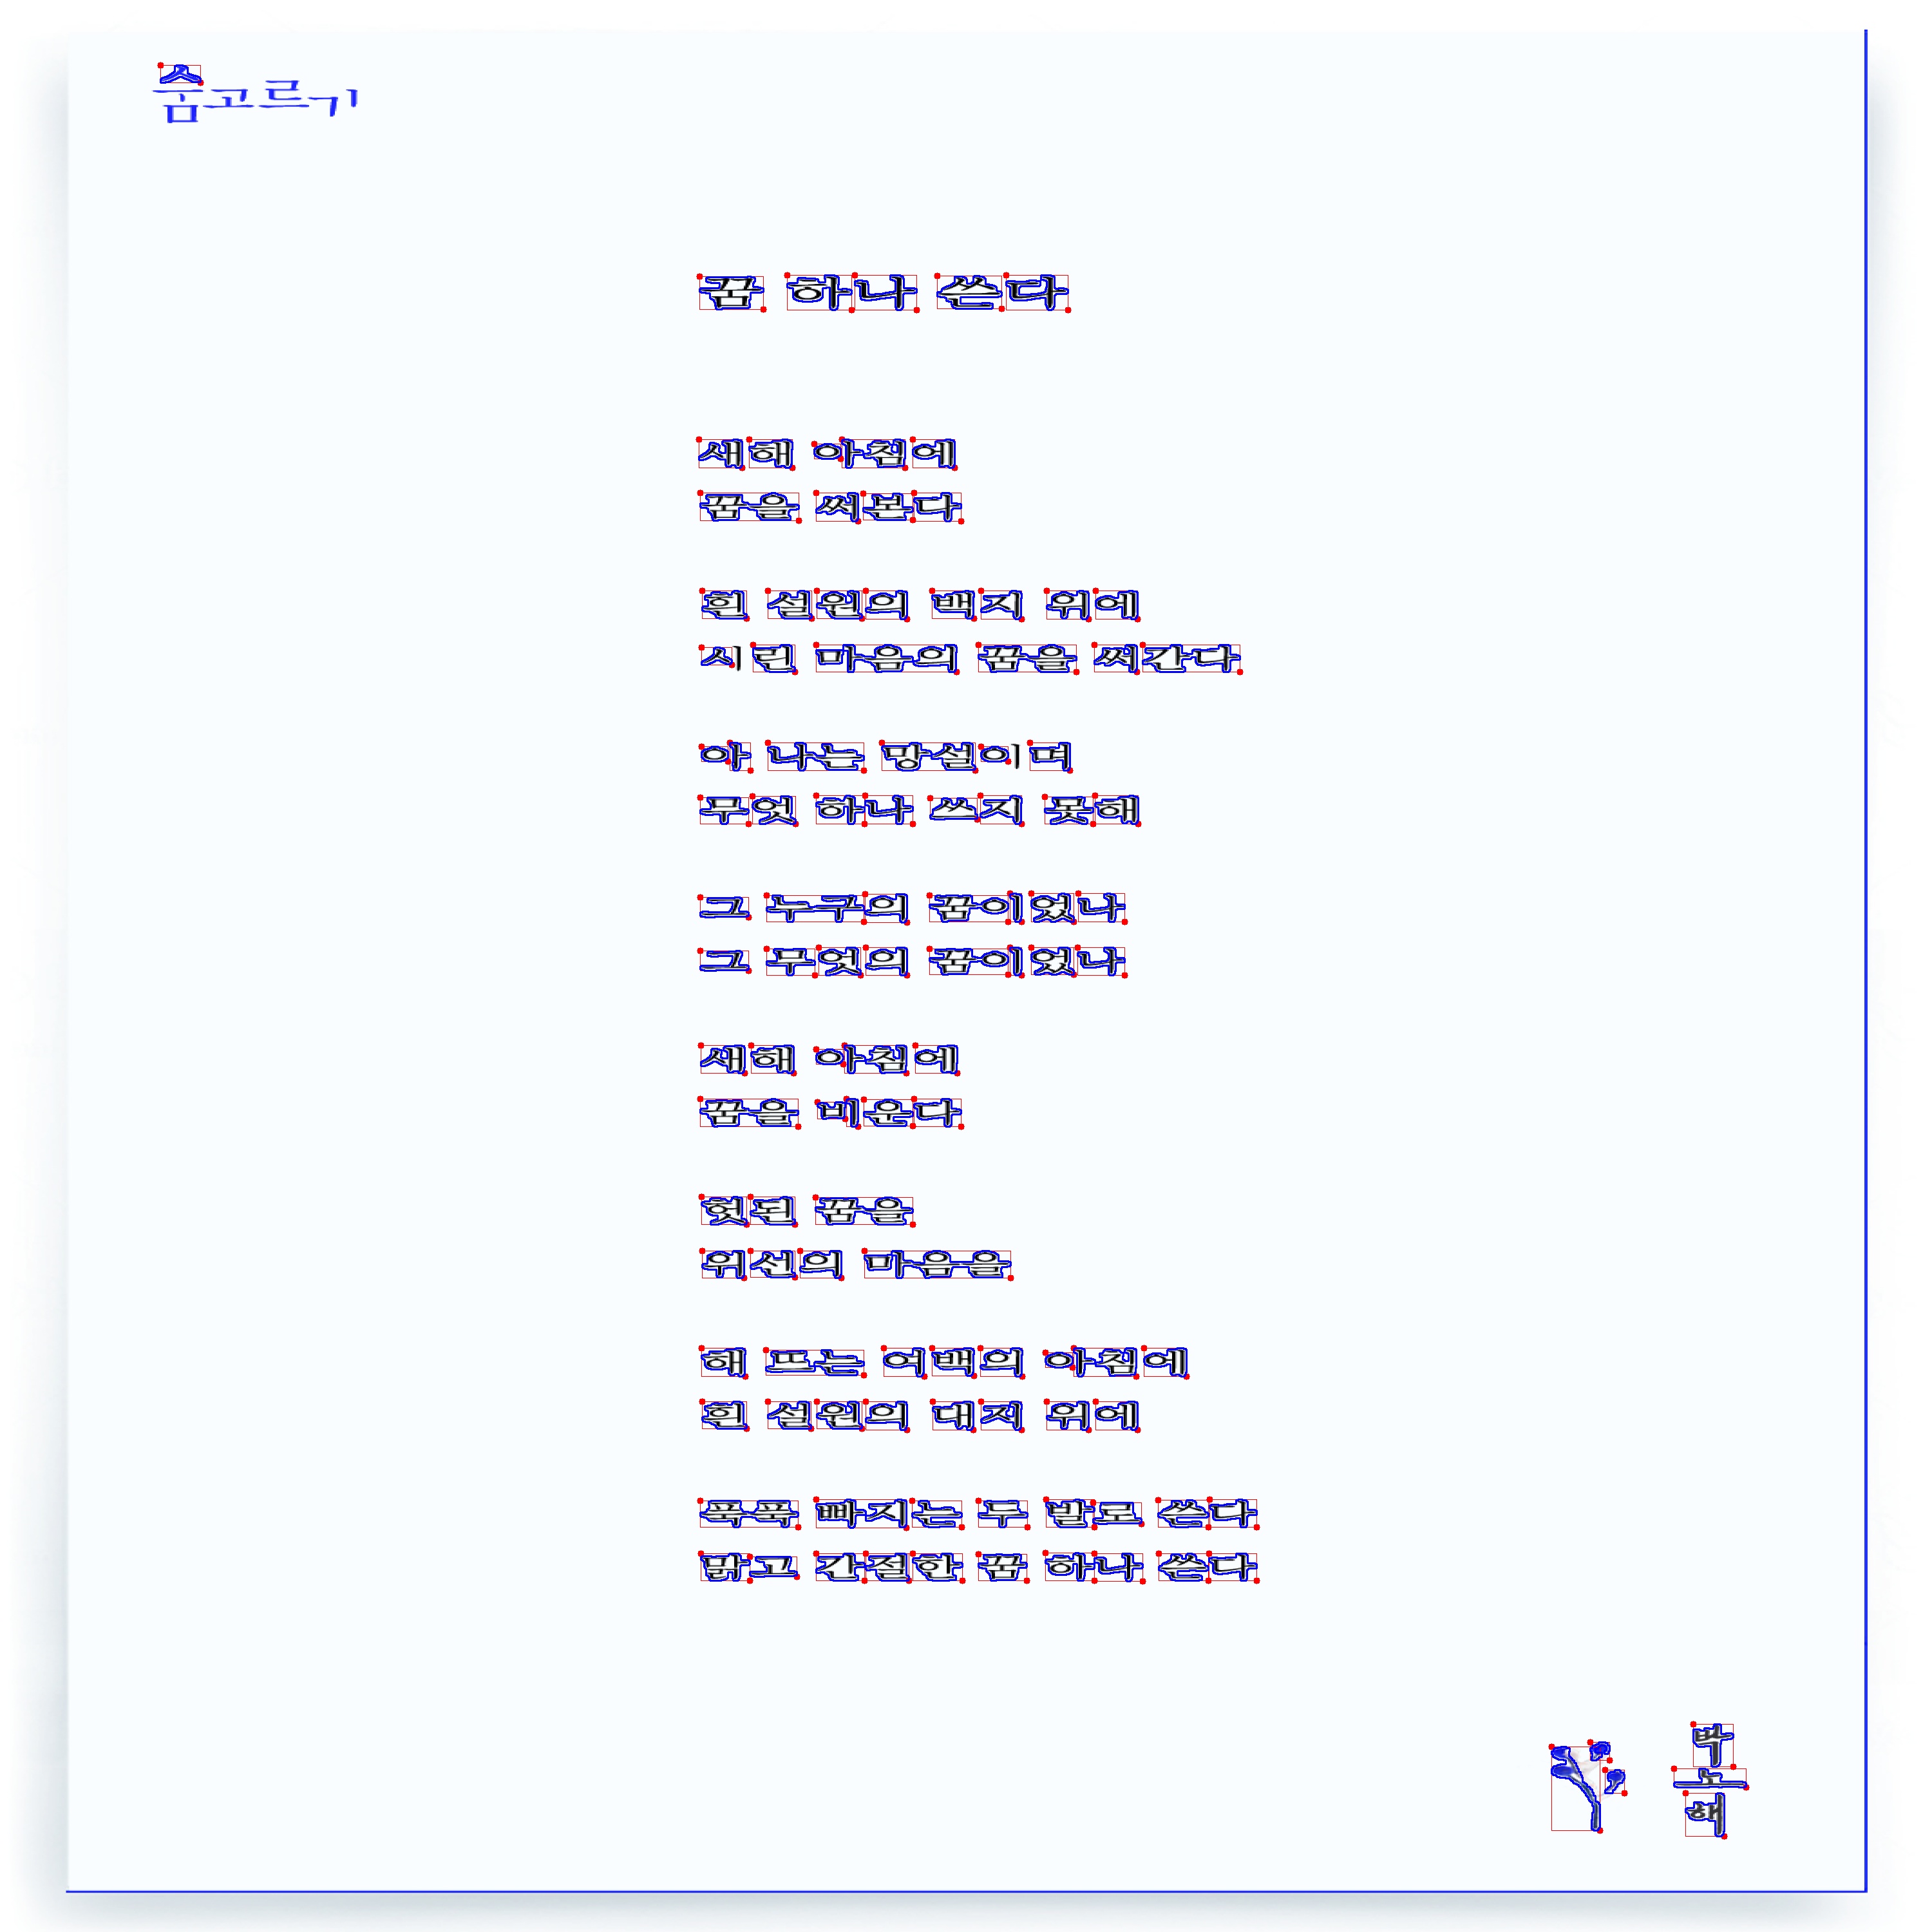 숨고르기
꿈 하나 쓴다
새해 아침에
꿈을 써본다
흰 설원의 백지 위에
시린 마음의 꿈을 써간다
아 나는 망설이며
무엇 하나 쓰지 못해
그 누구의 꿈이었나
그 무엇의 꿈이었나
새해 아침에
꿈을 비운다
헛된 꿈을
위선의 마음을
해 뜨는 여백의 아침에
흰 설원의 대지 위에
푹푹 빠지는 두 발로 쓴다
맑고 간절한 꿈 하나 쓴다
박노해